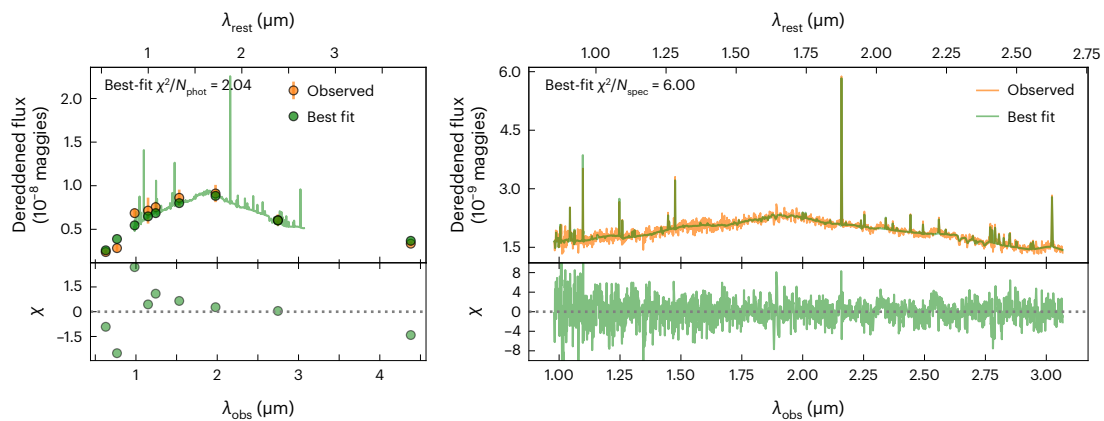 λrest (μm)
1 2 3
Best-fit χ²/Nphot = 2.04
Observed
Best fit
Dereddened flux
(10⁻⁸ maggies)
2.0
1.5
1.0
0.5
χ
1.5
0
−1.5
1 2 3 4
λobs (μm)
λrest (μm)
1.00 1.25 1.50 1.75 2.00 2.25 2.50 2.75
Best-fit χ²/Nspec = 6.00
Observed
Best fit
Dereddened flux
(10⁻⁹ maggies)
6.0
4.5
3.0
1.5
χ
8
4
0
−4
−8
1.00 1.25 1.50 1.75 2.00 2.25 2.50 2.75 3.00
λobs (μm)